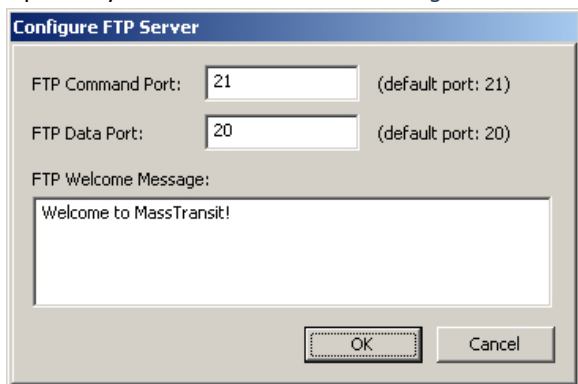 Configure FTP Server
FTP Command Port: 21 (default port: 21)
FTP Data Port: 20 (default port: 20)
FTP Welcome Message:
Welcome to MassTransit!
OK Cancel